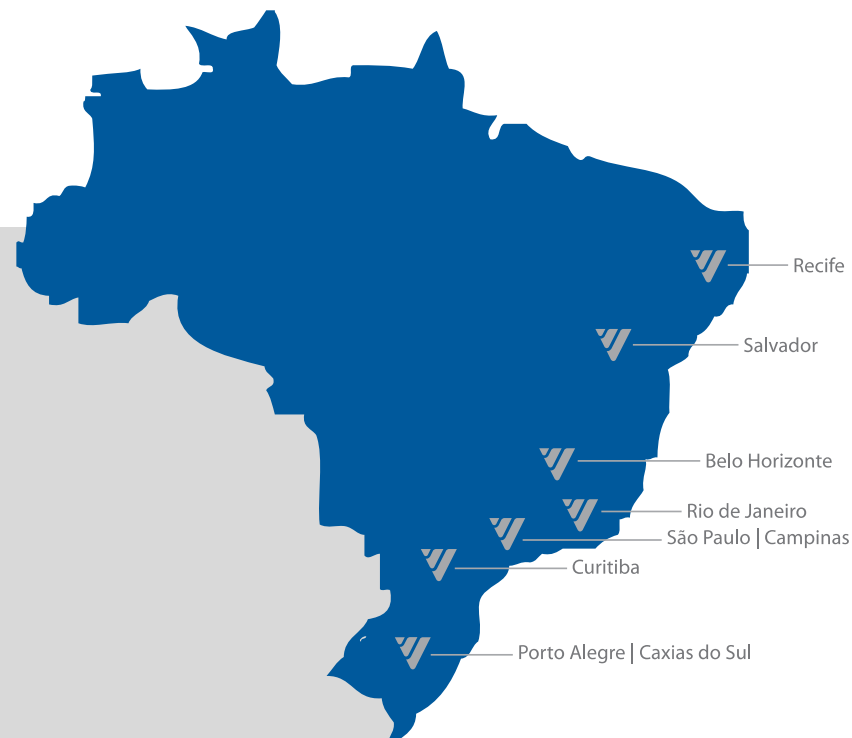 Recife
Salvador
Belo Horizonte
Rio de Janeiro
São Paulo | Campinas
Curitiba
Porto Alegre | Caxias do Sul